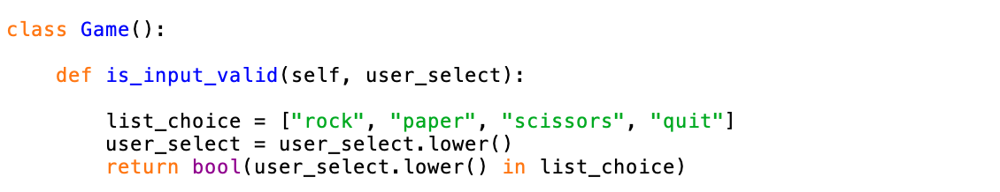 class Game():
    def is_input_valid(self, user_select):
        list_choice = ["rock", "paper", "scissors", "quit"]
        user_select = user_select.lower()
        return bool(user_select.lower() in list_choice)